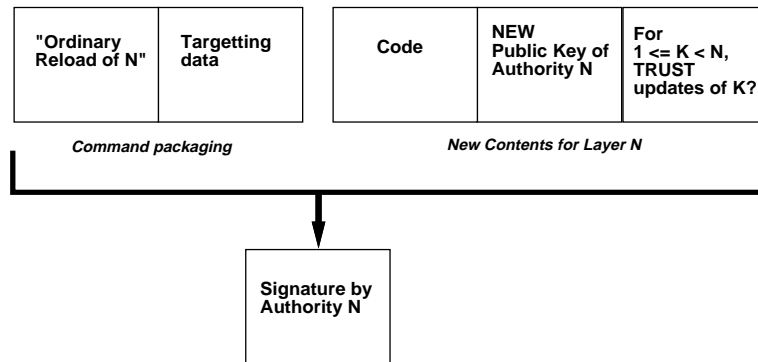 "Ordinary
Reload of N"
Targetting
data
Code
NEW
Public Key of
Authority N
For
1 <= K < N,
TRUST
updates of K?
Command packaging
New Contents for Layer N
Signature by
Authority N